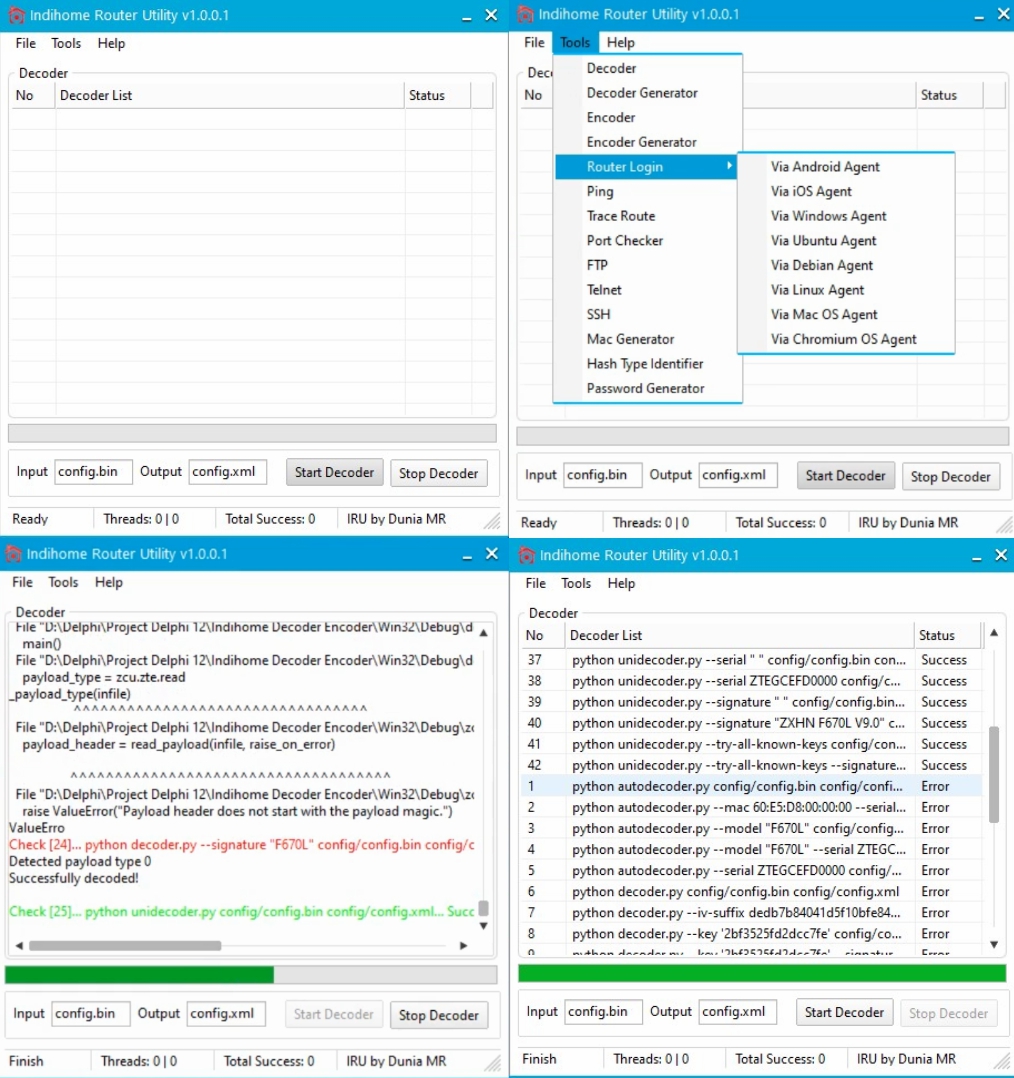 Indihome Router Utility v1.0.0.1
File Tools Help
Decoder
No Decoder List Status
Input config.bin Output config.xml Start Decoder Stop Decoder
Ready Threads: 0 | 0 Total Success: 0 IRU by Dunia MR
Indihome Router Utility v1.0.0.1
File Tools Help
Dec
No Status
Decoder
Decoder Generator
Encoder
Encoder Generator
Router Login
Ping
Trace Route
Port Checker
FTP
Telnet
SSH
Mac Generator
Hash Type Identifier
Password Generator
Via Android Agent
Via iOS Agent
Via Windows Agent
Via Ubuntu Agent
Via Debian Agent
Via Linux Agent
Via Mac OS Agent
Via Chromium OS Agent
Input config.bin Output config.xml Start Decoder Stop Decoder
Ready Threads: 0 | 0 Total Success: 0 IRU by Dunia MR
Indihome Router Utility v1.0.0.1
File Tools Help
Decoder
File "D:\Delphi\Project Delphi 12\Indihome Decoder Encoder\Win32\Debug\d
main()
File "D:\Delphi\Project Delphi 12\Indihome Decoder Encoder\Win32\Debug\d
payload_type = zcu.zte.read
_payload_type(infile)
^^^^^^^^^^^^^^^^^^^^^^^^^^^^^^^^
File "D:\Delphi\Project Delphi 12\Indihome Decoder Encoder\Win32\Debug\zc
payload_header = read_payload(infile, raise_on_error)
^^^^^^^^^^^^^^^^^^^^^^^^^^^^^^^^^^^
File "D:\Delphi\Project Delphi 12\Indihome Decoder Encoder\Win32\Debug\zc
raise ValueError("Payload header does not start with the payload magic.")
ValueErro
Check [24]... python decoder.py --signature "F670L" config/config.bin config/c
Detected payload type 0
Successfully decoded!
Check [25]... python unidecoder.py config/config.bin config/config.xml... Succ
Input config.bin Output config.xml Start Decoder Stop Decoder
Finish Threads: 0 | 0 Total Success: 0 IRU by Dunia MR
Indihome Router Utility v1.0.0.1
File Tools Help
Decoder
No Decoder List Status
37 python unidecoder.py --serial " " config/config.bin con... Success
38 python unidecoder.py --serial ZTEGCEFD0000 config/c... Success
39 python unidecoder.py --signature " " config/config.bin... Success
40 python unidecoder.py --signature "ZXHN F670L V9.0" c... Success
41 python unidecoder.py --try-all-known-keys config/con... Success
42 python unidecoder.py --try-all-known-keys --signature... Success
1 python autodecoder.py config/config.bin config/confi... Error
2 python autodecoder.py --mac 60:E5:D8:00:00:00 --serial... Error
3 python autodecoder.py --model "F670L" config/config... Error
4 python autodecoder.py --model "F670L" --serial ZTEGC... Error
5 python autodecoder.py --serial ZTEGCEFD0000 config/... Error
6 python decoder.py config/config.bin config/config.xml Error
7 python decoder.py --iv-suffix dedb7b84041d5f10bfe84... Error
8 python decoder.py --key '2bf3525fd2dcc7fe' config/co... Error
9 python decoder.py --key '2bf3525fd2dcc7fe' --signatur... Error
Input config.bin Output config.xml Start Decoder Stop Decoder
Finish Threads: 0 | 0 Total Success: 0 IRU by Dunia MR